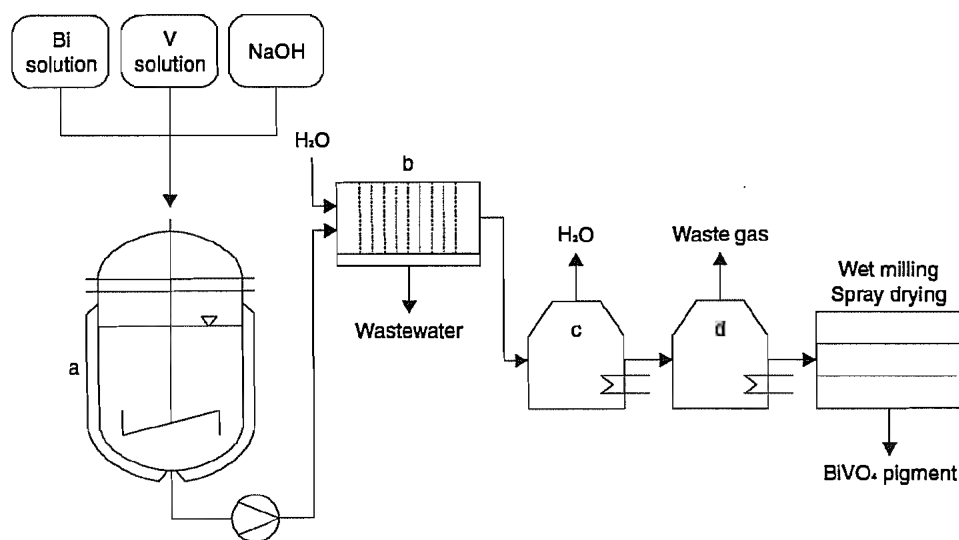 Bi
solution
V
solution
NaOH
H₂O
b
a
Wastewater
H₂O
c
Waste gas
d
Wet milling
Spray drying
BiVO₄ pigment